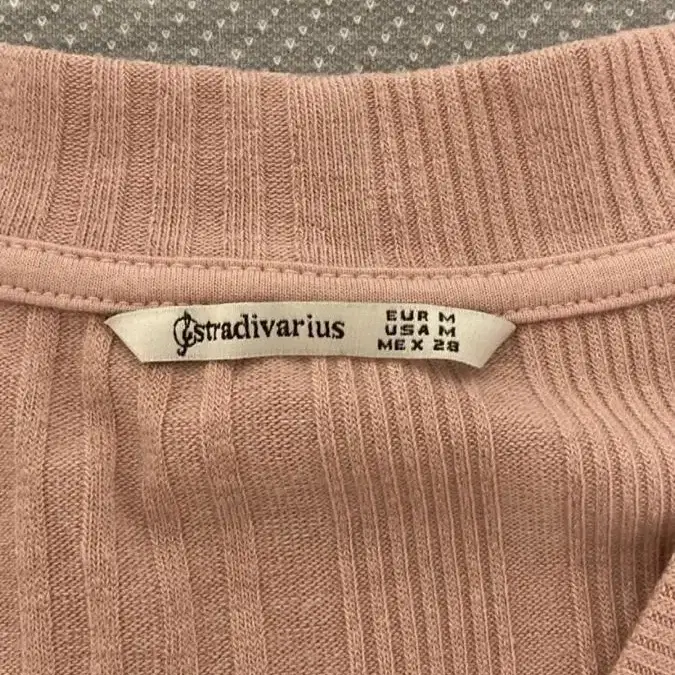 stradivarius
EUR M
USA M
MEX 28